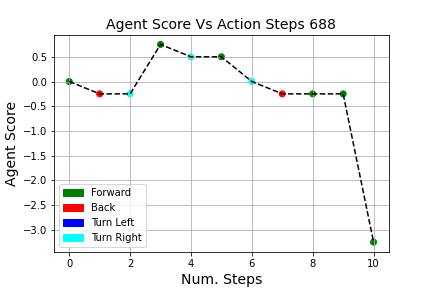 Agent Score Vs Action Steps 688
0.5
0.0
−0.5
−1.0
−1.5
−2.0
−2.5
−3.0
Agent Score
Forward
Back
Turn Left
Turn Right
0 2 4 6 8 10
Num. Steps